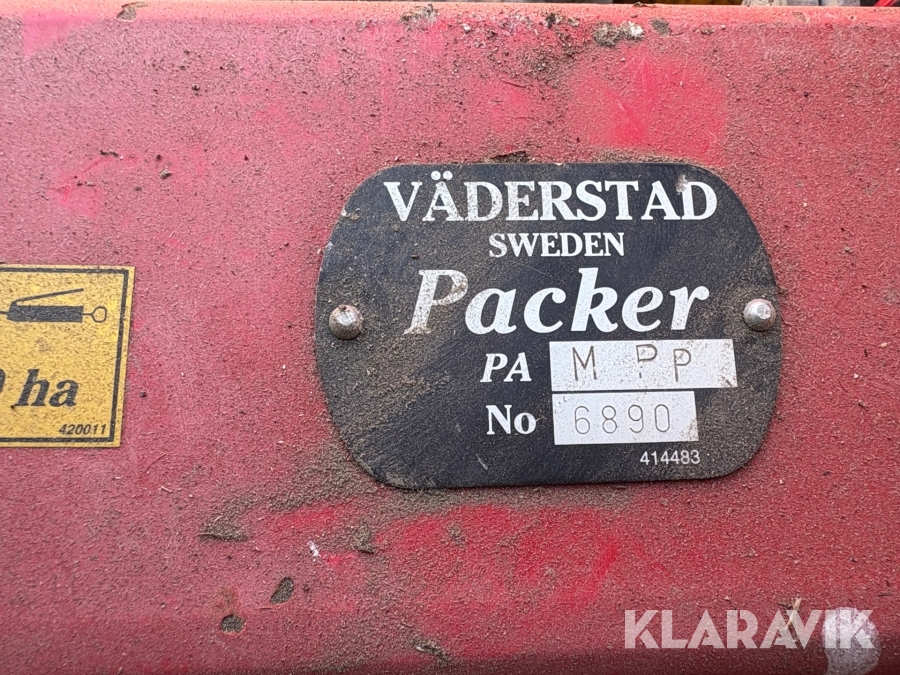 VÄDERSTAD
SWEDEN
Packer
PA M PP
No 6890
414483
ha
420011
KLARAVIK